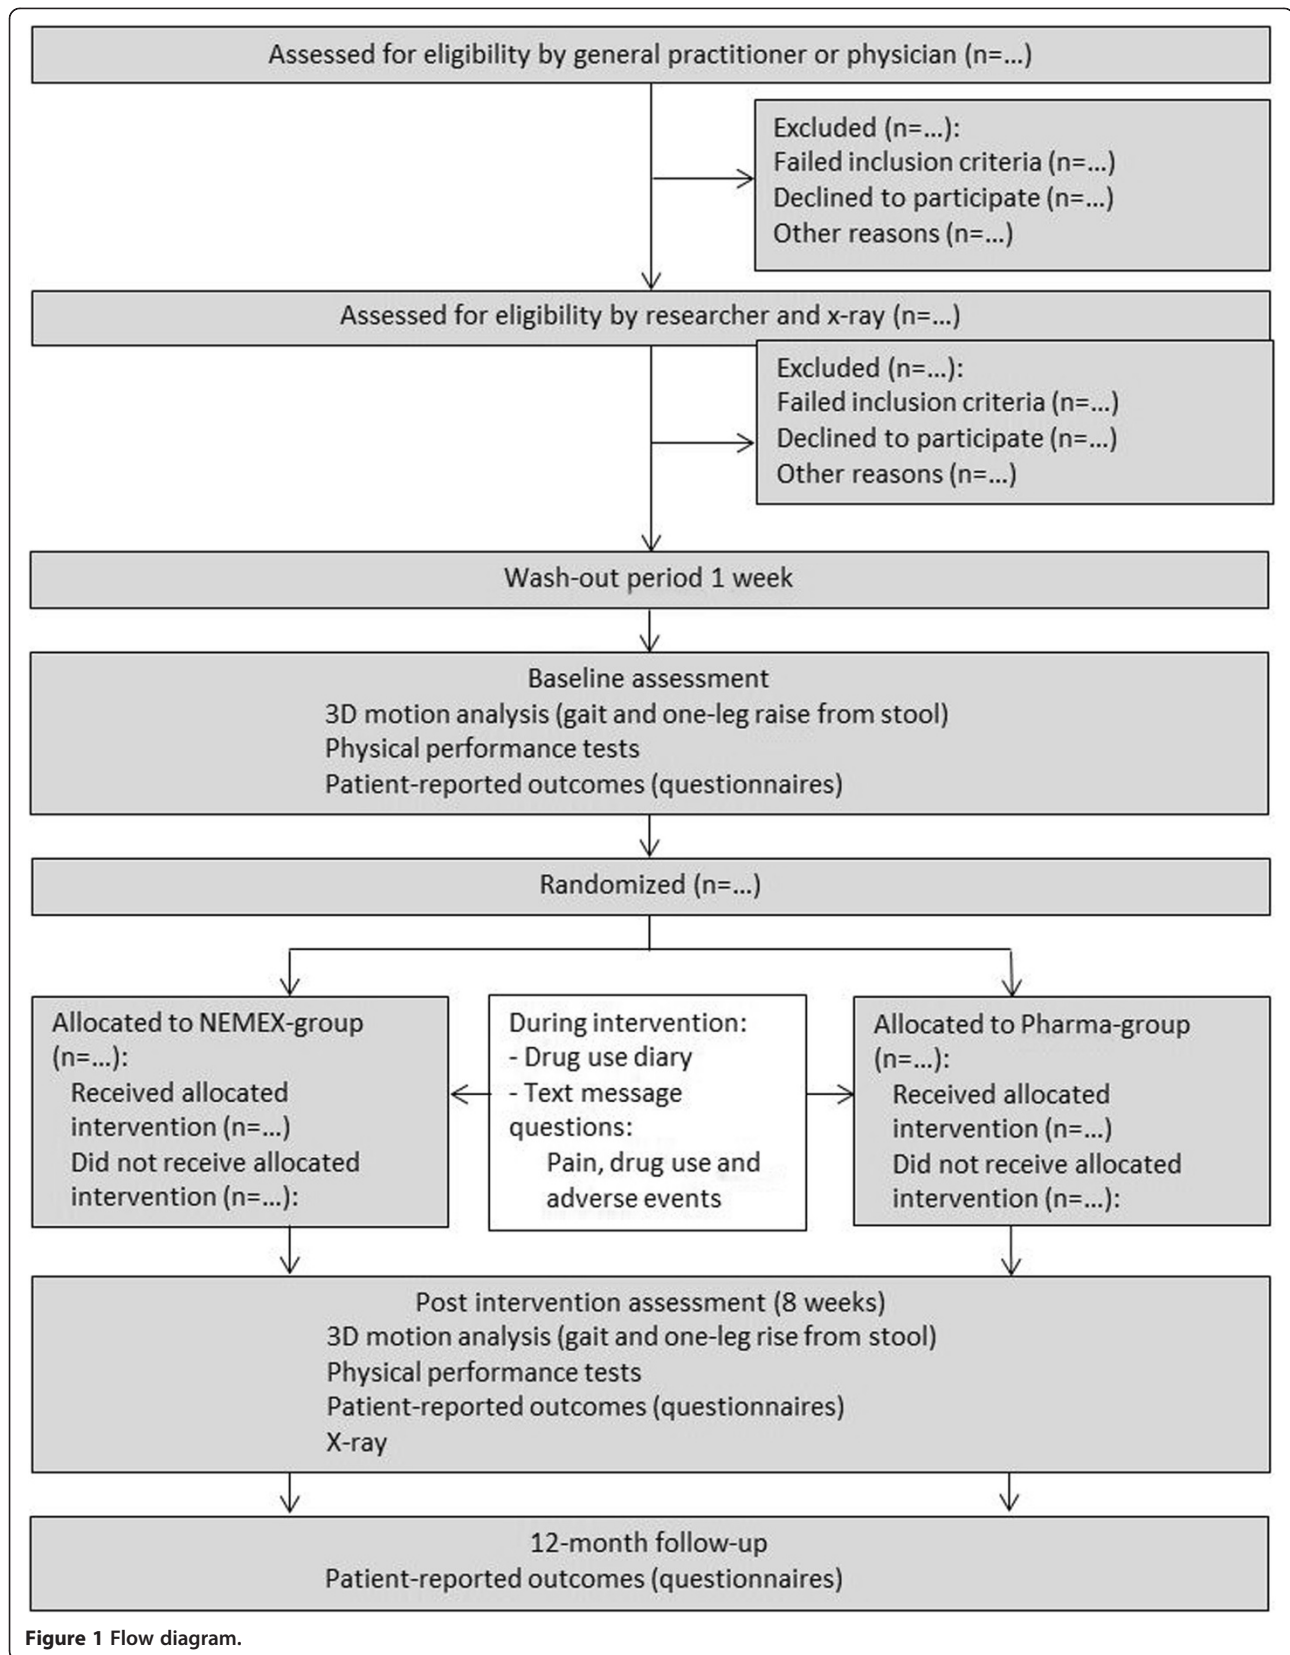 Assessed for eligibility by general practitioner or physician (n=...)
Excluded (n=...):
Failed inclusion criteria (n=...)
Declined to participate (n=...)
Other reasons (n=...)
Assessed for eligibility by researcher and x-ray (n=...)
Excluded (n=...):
Failed inclusion criteria (n=...)
Declined to participate (n=...)
Other reasons (n=...)
Wash-out period 1 week
Baseline assessment
3D motion analysis (gait and one-leg raise from stool)
Physical performance tests
Patient-reported outcomes (questionnaires)
Randomized (n=...)
Allocated to NEMEX-group
(n=...):
Received allocated
intervention (n=...)
Did not receive allocated
intervention (n=...):
During intervention:
- Drug use diary
- Text message
questions:
Pain, drug use and
adverse events
Allocated to Pharma-group
(n=...):
Received allocated
intervention (n=...)
Did not receive allocated
intervention (n=...):
Post intervention assessment (8 weeks)
3D motion analysis (gait and one-leg rise from stool)
Physical performance tests
Patient-reported outcomes (questionnaires)
X-ray
12-month follow-up
Patient-reported outcomes (questionnaires)
Figure 1 Flow diagram.